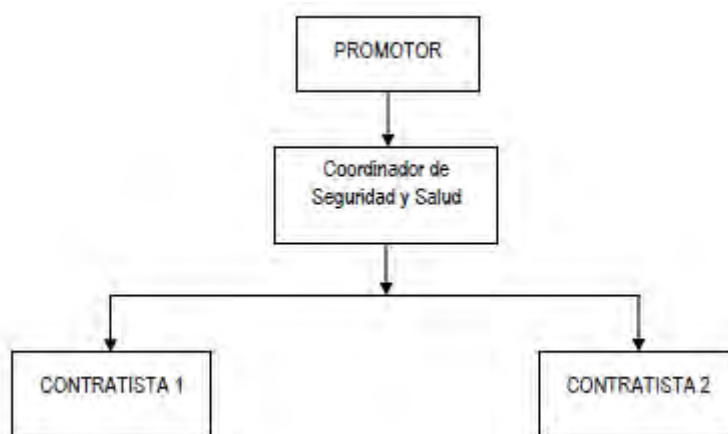 PROMOTOR
Coordinador de
Seguridad y Salud
CONTRATISTA 1
CONTRATISTA 2